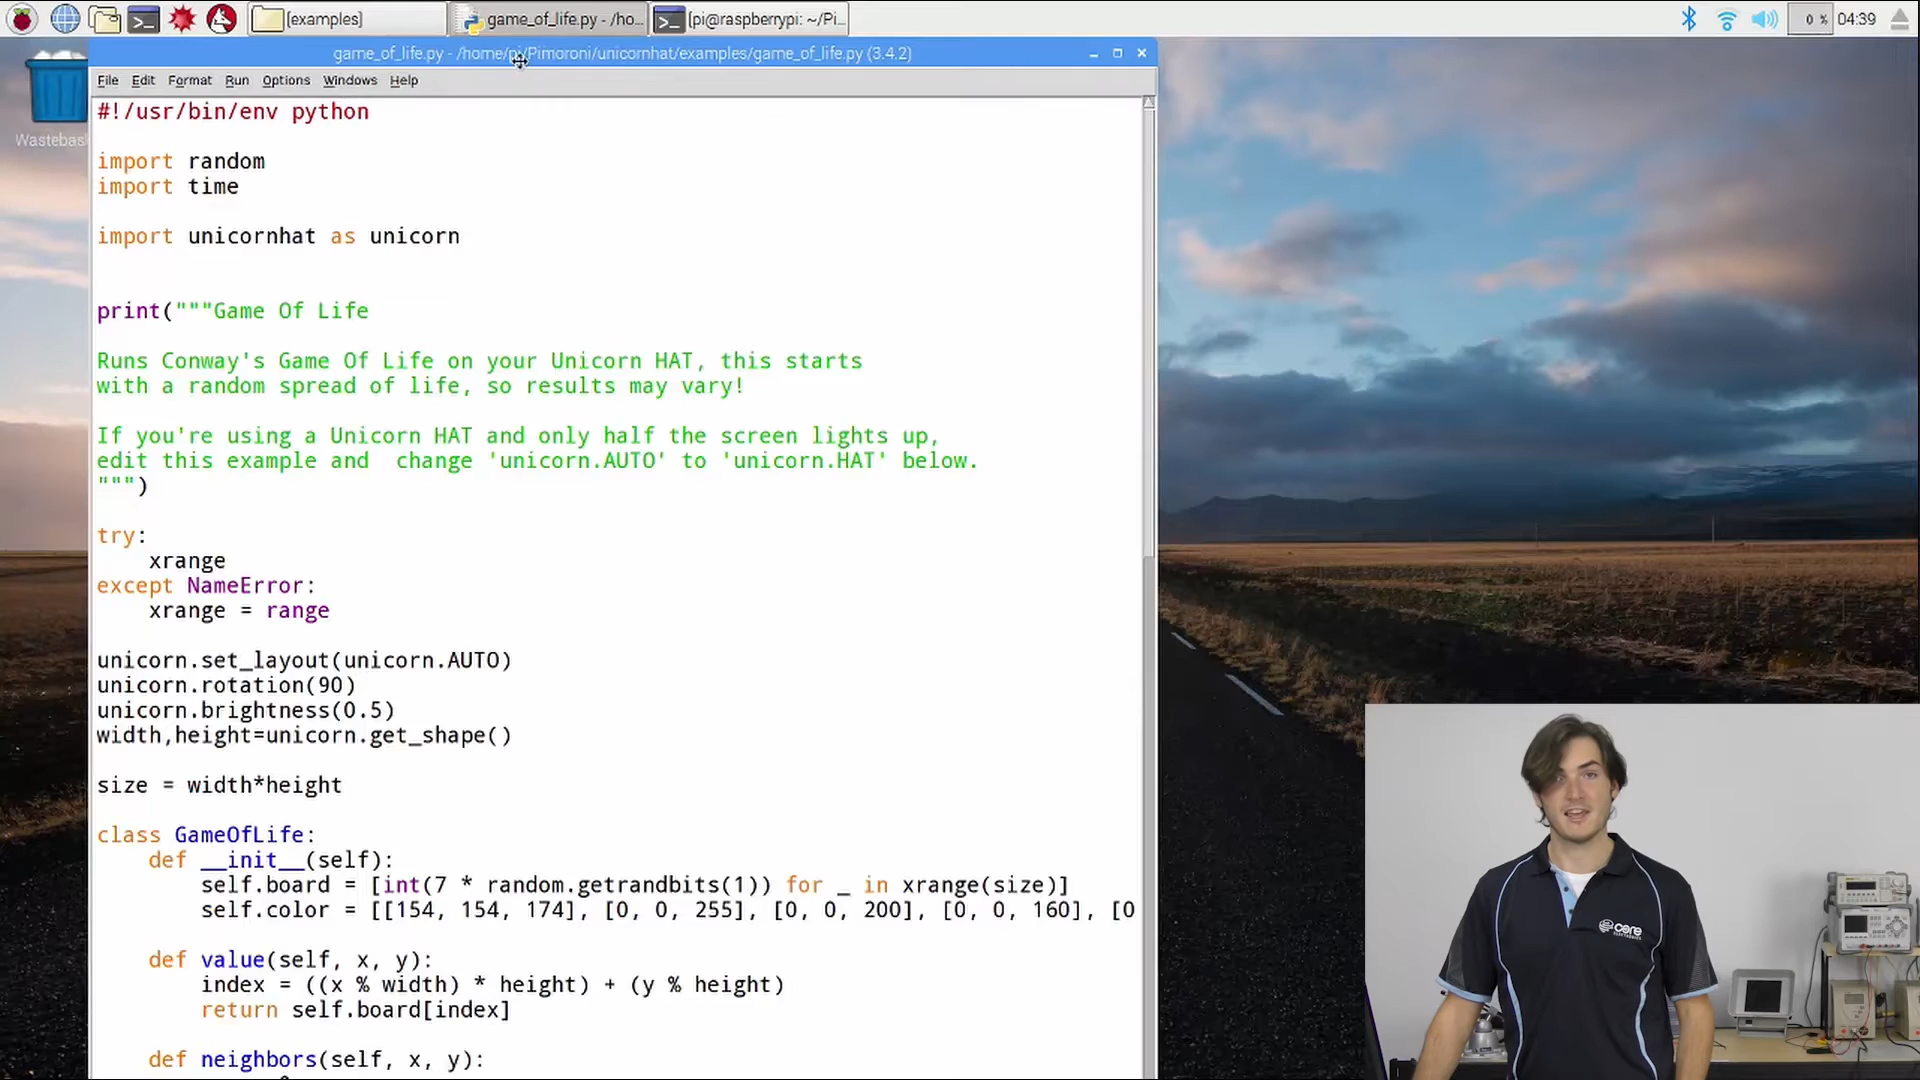 [examples]
game_of_life.py - /ho...
[pi@raspberrypi: ~/Pi...
0 %
04:39
Wastebas
game_of_life.py - /home/pi/Pimoroni/unicornhat/examples/game_of_life.py (3.4.2)
File Edit Format Run Options Windows Help
#!/usr/bin/env python
import random
import time
import unicornhat as unicorn
print("""Game Of Life
Runs Conway's Game Of Life on your Unicorn HAT, this starts
with a random spread of life, so results may vary!
If you're using a Unicorn HAT and only half the screen lights up,
edit this example and  change 'unicorn.AUTO' to 'unicorn.HAT' below.
""")
try:
    xrange
except NameError:
    xrange = range
unicorn.set_layout(unicorn.AUTO)
unicorn.rotation(90)
unicorn.brightness(0.5)
width,height=unicorn.get_shape()
size = width*height
class GameOfLife:
    def __init__(self):
        self.board = [int(7 * random.getrandbits(1)) for _ in xrange(size)]
        self.color = [[154, 154, 174], [0, 0, 255], [0, 0, 200], [0, 0, 160], [0
    def value(self, x, y):
        index = ((x % width) * height) + (y % height)
        return self.board[index]
    def neighbors(self, x, y):
core
ELECTRONICS